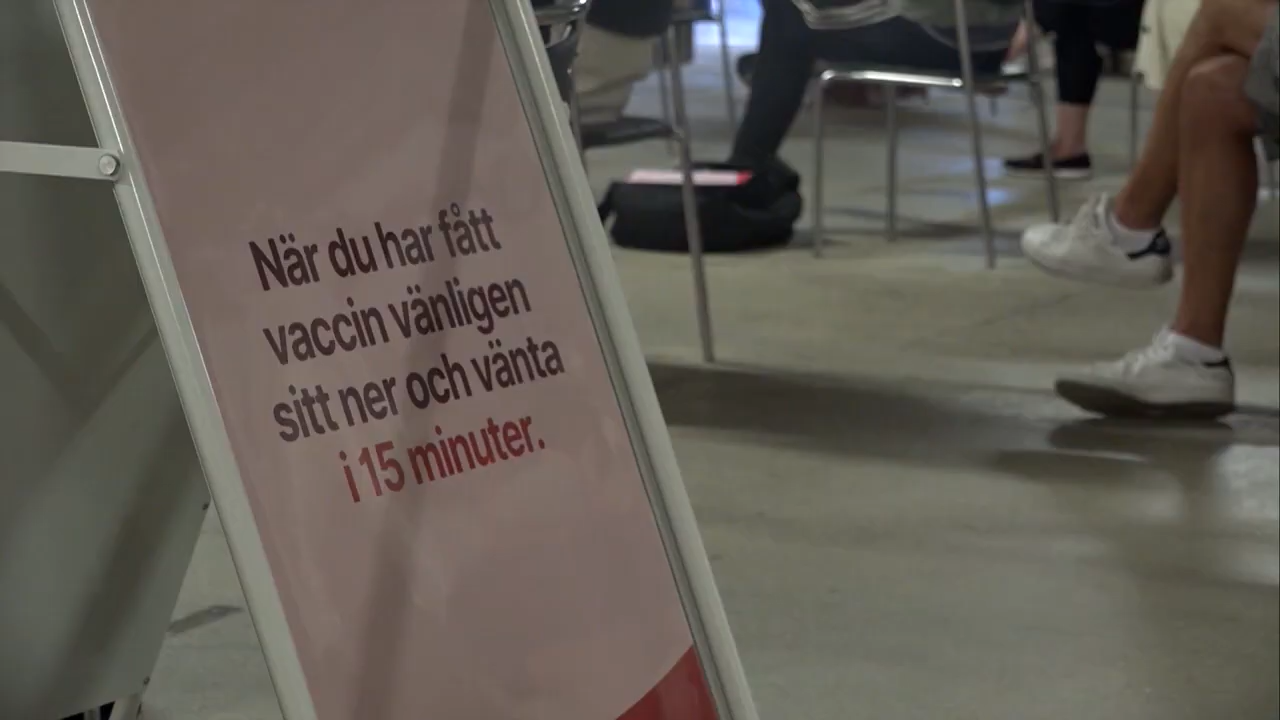 När du har fått
vaccin vänligen
sitt ner och vänta
i 15 minuter.